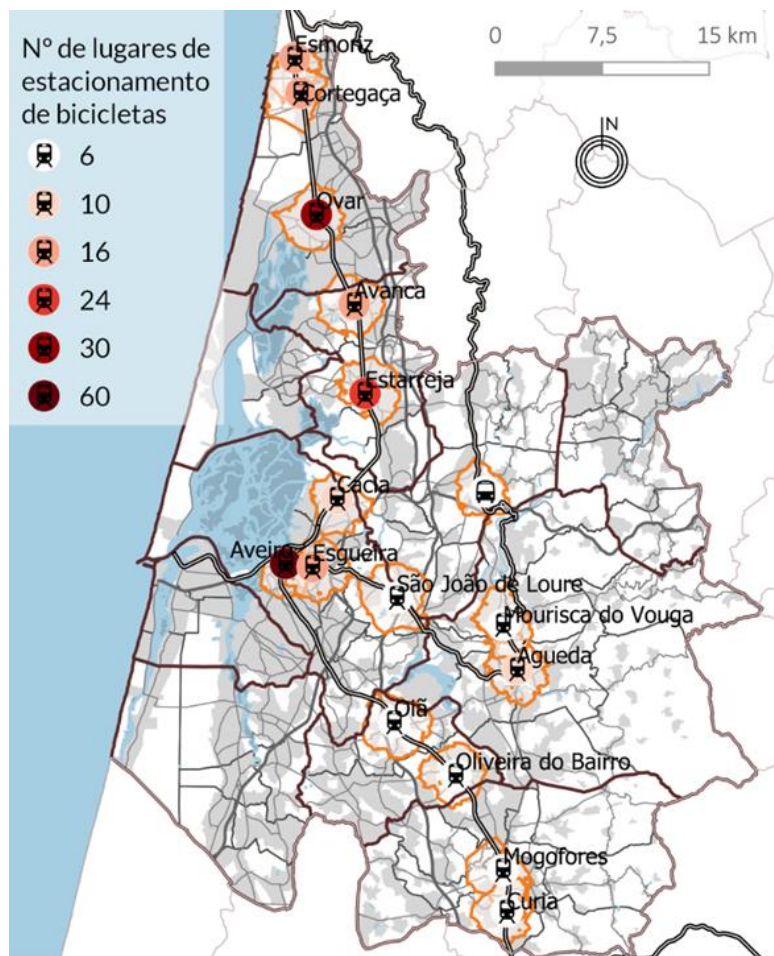 Nº de lugares de
estacionamento
de bicicletas
6
10
16
24
30
60
0 7,5 15 km
IN
Esmoriz
Cortegaça
Ovar
Avanca
Estarreja
Cacia
Aveiro
Esgueira
São João de Loure
Mourisca do Vouga
Águeda
Oiã
Oliveira do Bairro
Mogofores
Curia